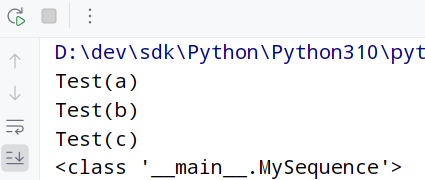 D:\dev\sdk\Python\Python310\pyt
Test(a)
Test(b)
Test(c)
<class '__main__.MySequence'>